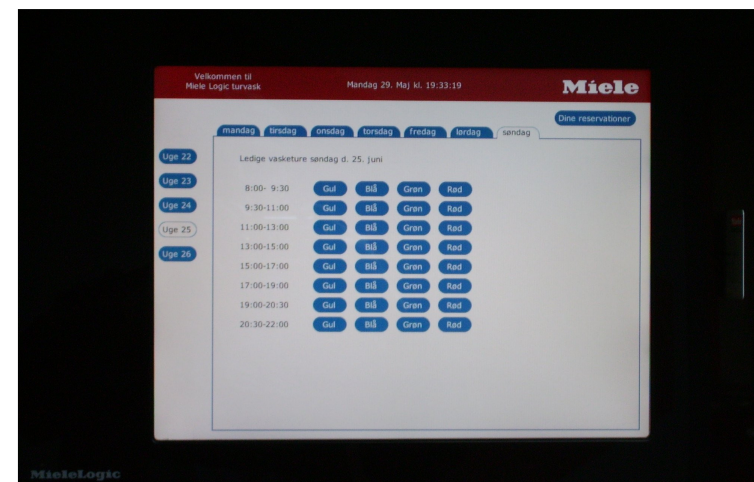 Velkommen til
Miele Logic turvask
Mandag 29. Maj kl. 19:33:19
Miele
Dine reservationer
mandag tirsdag onsdag torsdag fredag lørdag søndag
Uge 22
Uge 23
Uge 24
Uge 25
Uge 26
Ledige vasketure søndag d. 25. juni
8:00- 9:30 Gul Blå Grøn Rød
9:30-11:00 Gul Blå Grøn Rød
11:00-13:00 Gul Blå Grøn Rød
13:00-15:00 Gul Blå Grøn Rød
15:00-17:00 Gul Blå Grøn Rød
17:00-19:00 Gul Blå Grøn Rød
19:00-20:30 Gul Blå Grøn Rød
20:30-22:00 Gul Blå Grøn Rød
MieleLogic